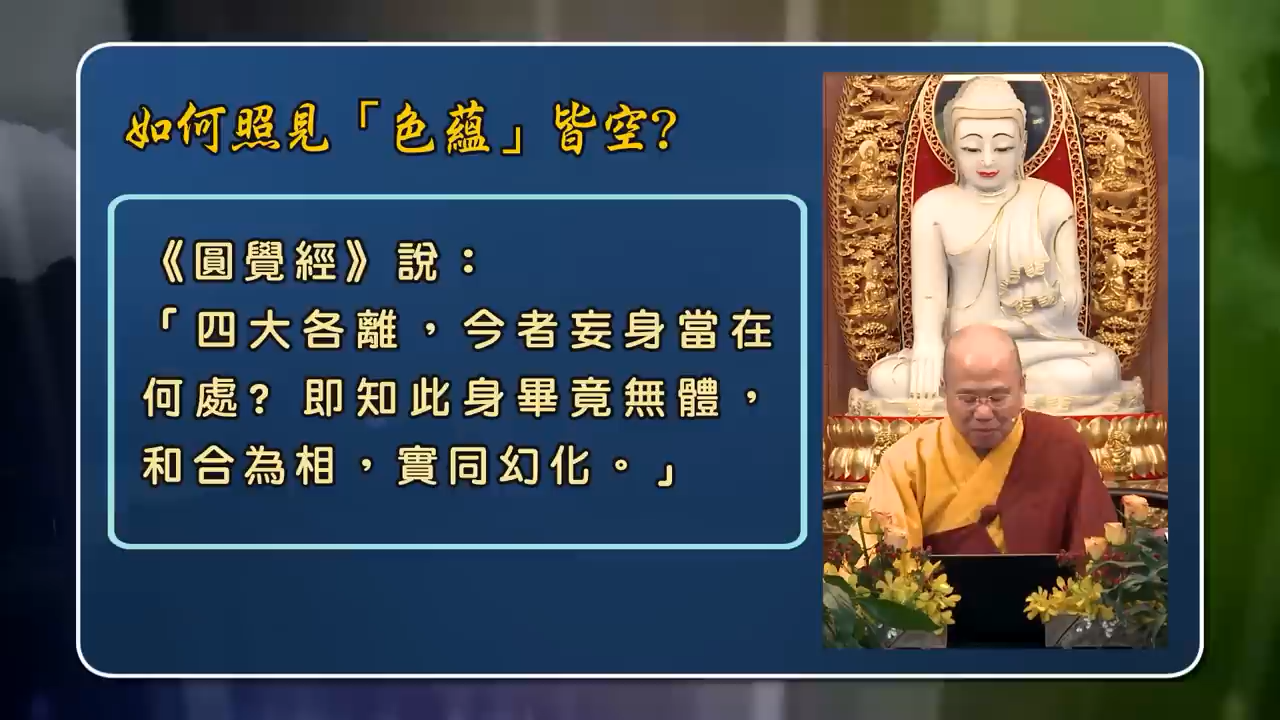 如何照見「色蘊」皆空?
《圓覺經》說：
「四大各離，今者妄身當在
何處? 即知此身畢竟無體，
和合為相，實同幻化。」